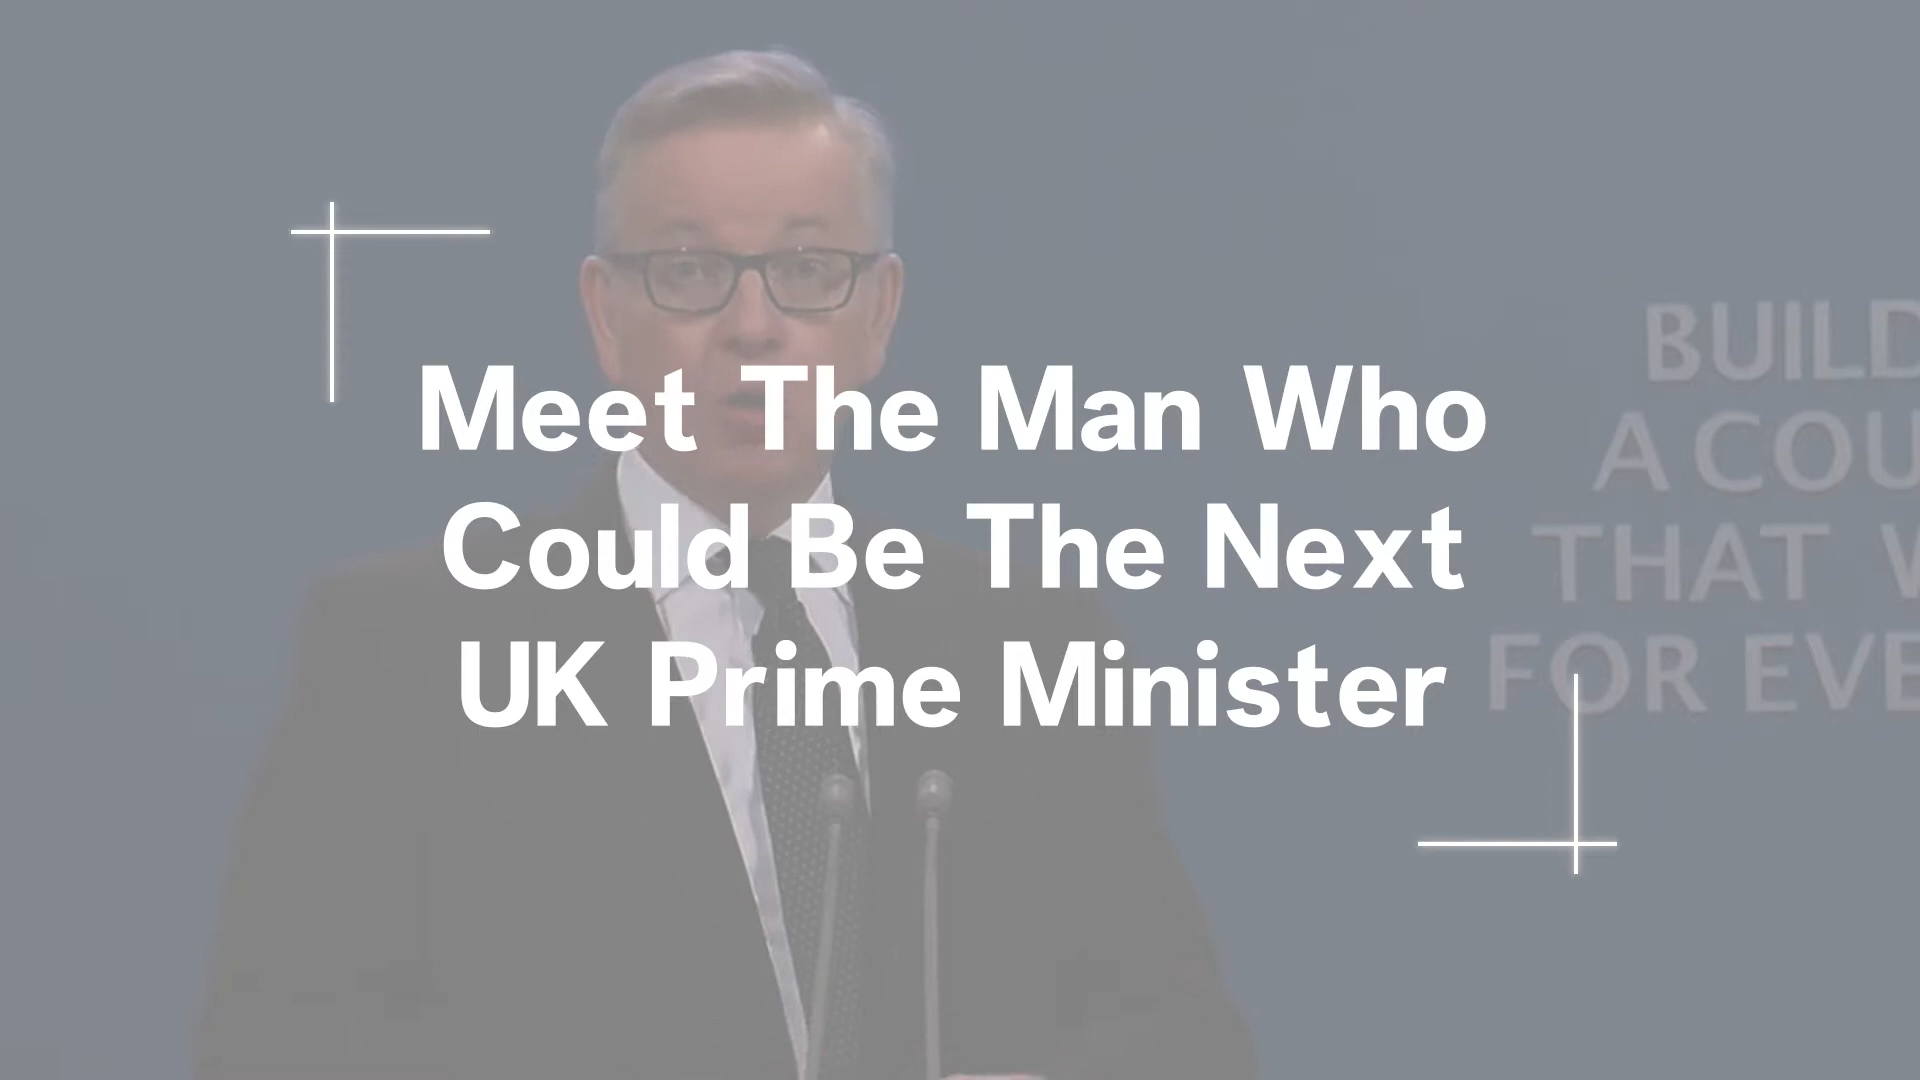 Meet The Man Who
Could Be The Next
UK Prime Minister
BUILD
A COU
THAT W
FOR EVE